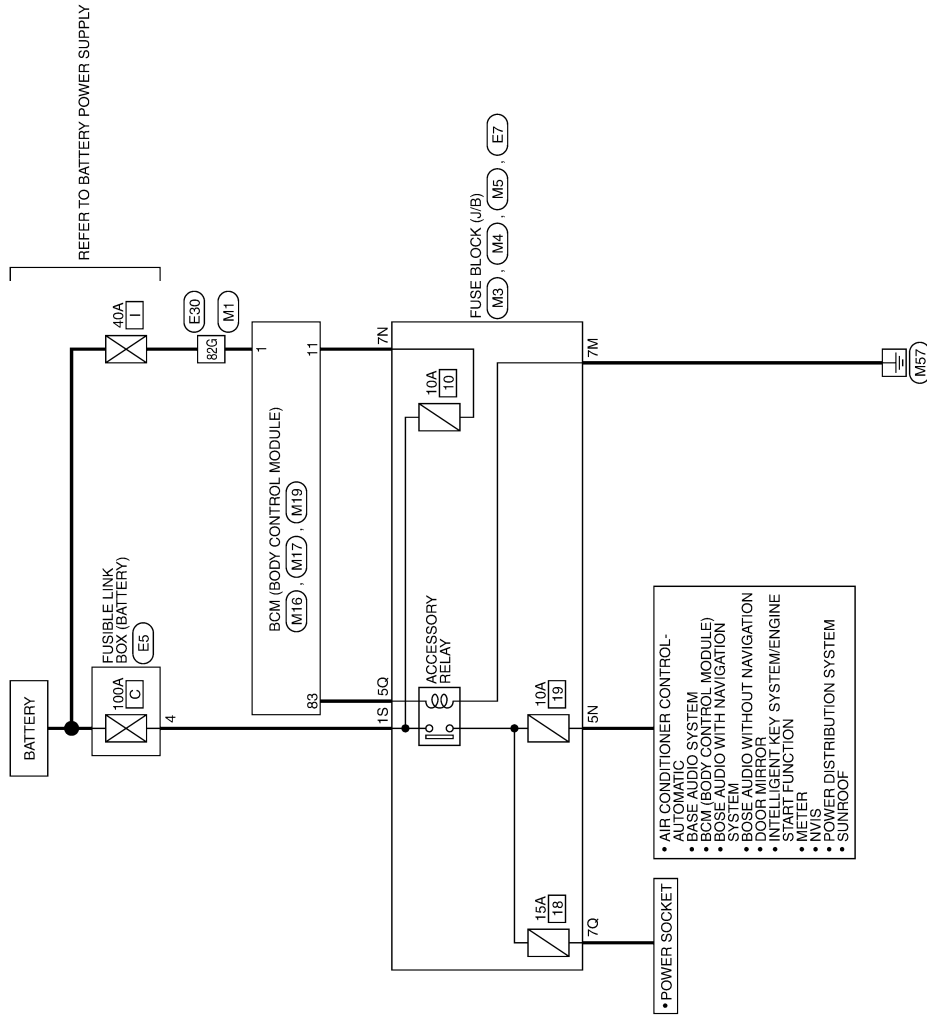 REFER TO BATTERY POWER SUPPLY
BATTERY
FUSIBLE LINK
BOX (BATTERY)
E5
100A
C
4
40A
I
E30
82G
M1
BCM (BODY CONTROL MODULE)
M16 , M17 , M19
1
83
11
1S
5Q
7N
FUSE BLOCK (J/B)
M3 , M4 , M5 , E7
ACCESSORY
RELAY
10A
10
15A
18
10A
19
7Q
5N
7M
• POWER SOCKET
• AIR CONDITIONER CONTROL-
AUTOMATIC
• BASE AUDIO SYSTEM
• BCM (BODY CONTROL MODULE)
• BOSE AUDIO WITH NAVIGATION
SYSTEM
• BOSE AUDIO WITHOUT NAVIGATION
• DOOR MIRROR
• INTELLIGENT KEY SYSTEM/ENGINE
START FUNCTION
• METER
• NVIS
• POWER DISTRIBUTION SYSTEM
• SUNROOF
M57